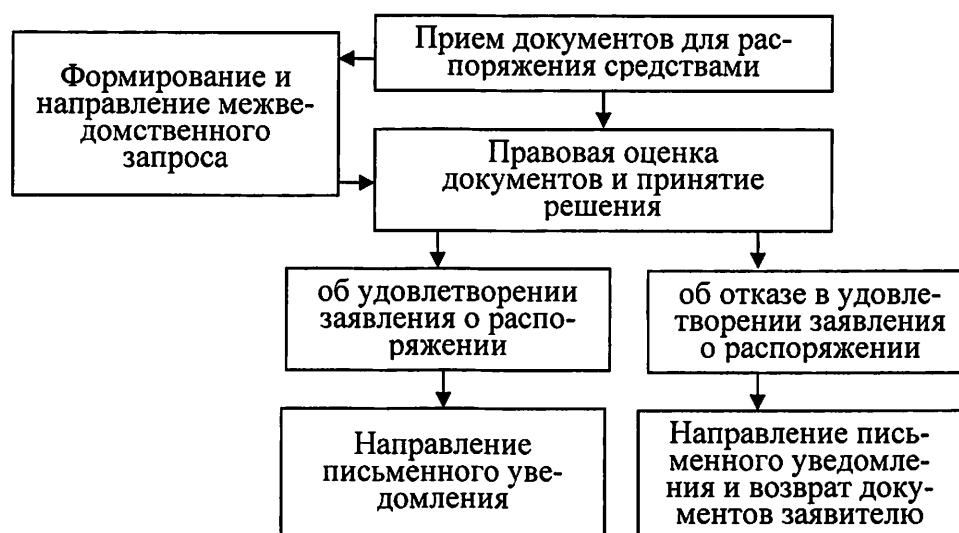 Прием документов для рас-
поряжения средствами
Формирование и
направление межве-
домственного
запроса
Правовая оценка
документов и принятие
решения
об удовлетворении
заявления о распо-
ряжении
об отказе в удовле-
творении заявления
о распоряжении
Направление
письменного уве-
домления
Направление пись-
менного уведомле-
ния и возврат доку-
ментов заявителю